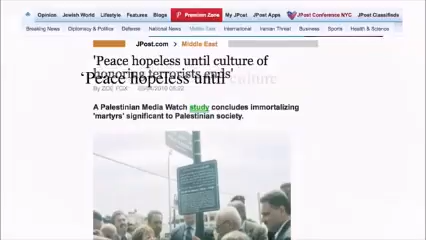 Opinion Jewish World Lifestyle Features Blogs Premium Zone My JPost JPost Apps JPost Conference NYC JPost Classifieds
Breaking News Diplomacy & Politics Defense National News Middle East International Iranian Threat Business Sports Health & Science
JPost.com > Middle East
'Peace hopeless until culture of
honoring terrorists ends'
'Peace hopeless until culture
By
A Palestinian Media Watch study concludes immortalizing
'martyrs' significant to Palestinian society.